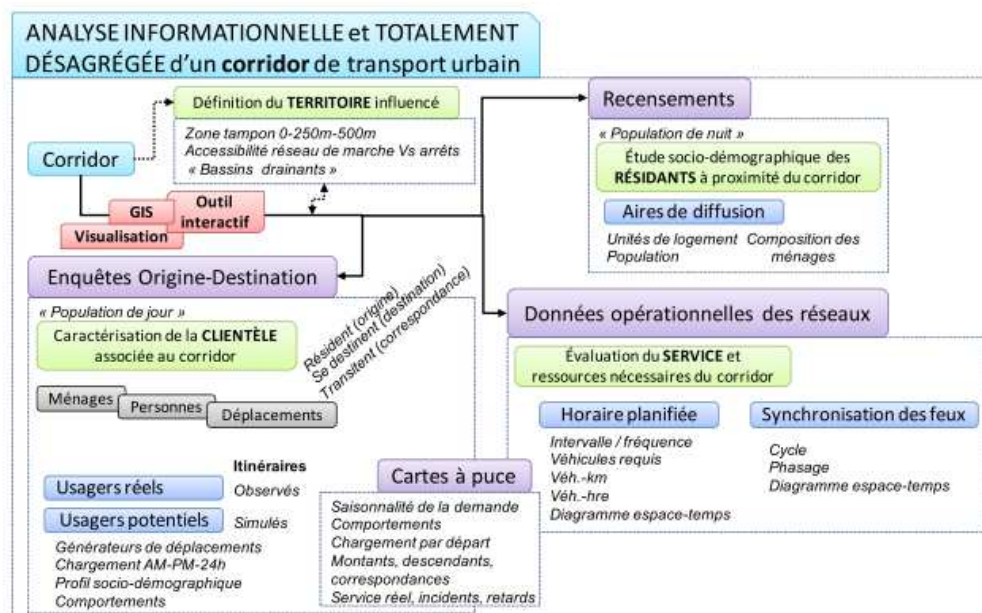 ANALYSE INFORMATIONNELLE et TOTALEMENT
DÉSAGRÉGÉE d'un corridor de transport urbain
Définition du TERRITOIRE influencé
Zone tampon 0-250m-500m
Accessibilité réseau de marche Vs arrêts
« Bassins drainants »
Corridor
GIS
Outil
interactif
Visualisation
Recensements
« Population de nuit »
Étude socio-démographique des
RÉSIDANTS à proximité du corridor
Aires de diffusion
Unités de logement
Population
Composition des
ménages
Enquêtes Origine-Destination
« Population de jour »
Caractérisation de la CLIENTÈLE
associée au corridor
Résident (origine)
Se destinent (destination)
Transitent (correspondance)
Ménages
Personnes
Déplacements
Itinéraires
Usagers réels
Observés
Usagers potentiels
Simulés
Générateurs de déplacements
Chargement AM-PM-24h
Profil socio-démographique
Comportements
Cartes à puce
Saisonnalité de la demande
Comportements
Chargement par départ
Montants, descendants,
correspondances
Service réel, incidents, retards
Données opérationnelles des réseaux
Évaluation du SERVICE et
ressources nécessaires du corridor
Horaire planifiée
Intervalle / fréquence
Véhicules requis
Véh.-km
Véh.-hre
Diagramme espace-temps
Synchronisation des feux
Cycle
Phasage
Diagramme espace-temps